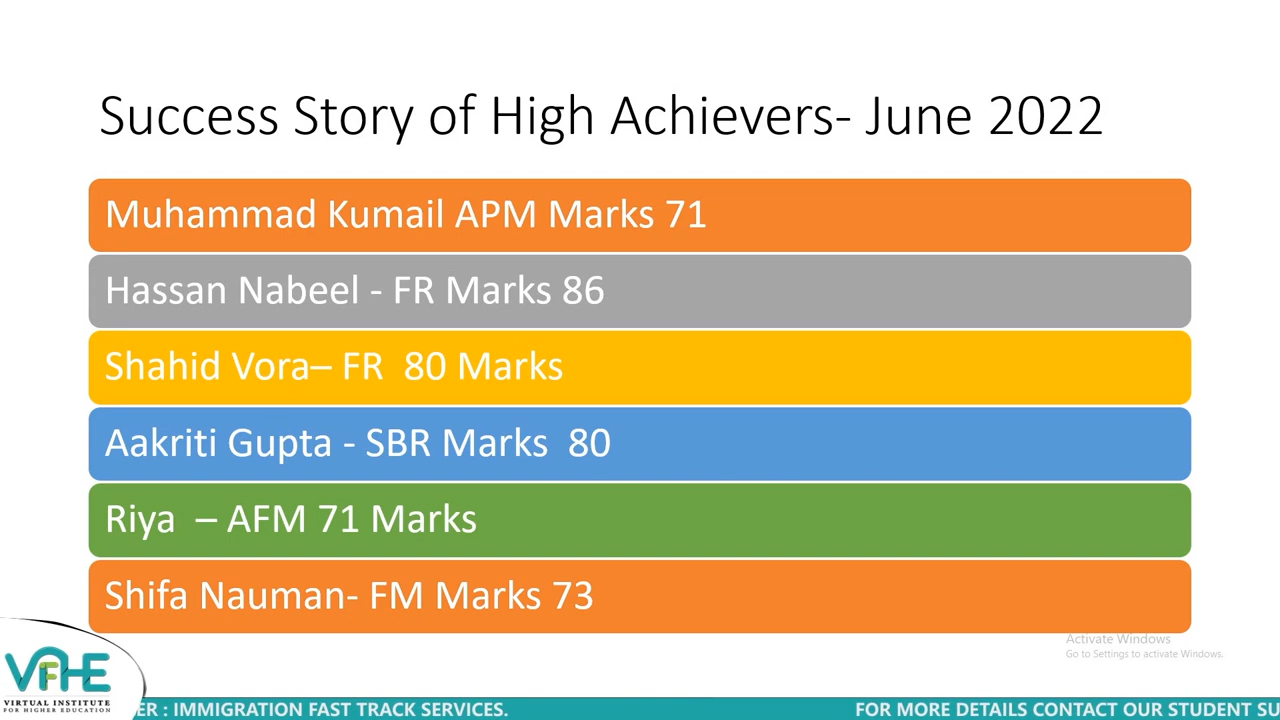 Success Story of High Achievers- June 2022
Muhammad Kumail APM Marks 71
Hassan Nabeel - FR Marks 86
Shahid Vora– FR  80 Marks
Aakriti Gupta - SBR Marks  80
Riya  – AFM 71 Marks
Shifa Nauman- FM Marks 73
Activate Windows
Go to Settings to activate Windows.
VIFHE
VIRTUAL INSTITUTE
FOR HIGHER EDUCATION
ER : IMMIGRATION FAST TRACK SERVICES.
FOR MORE DETAILS CONTACT OUR STUDENT SU